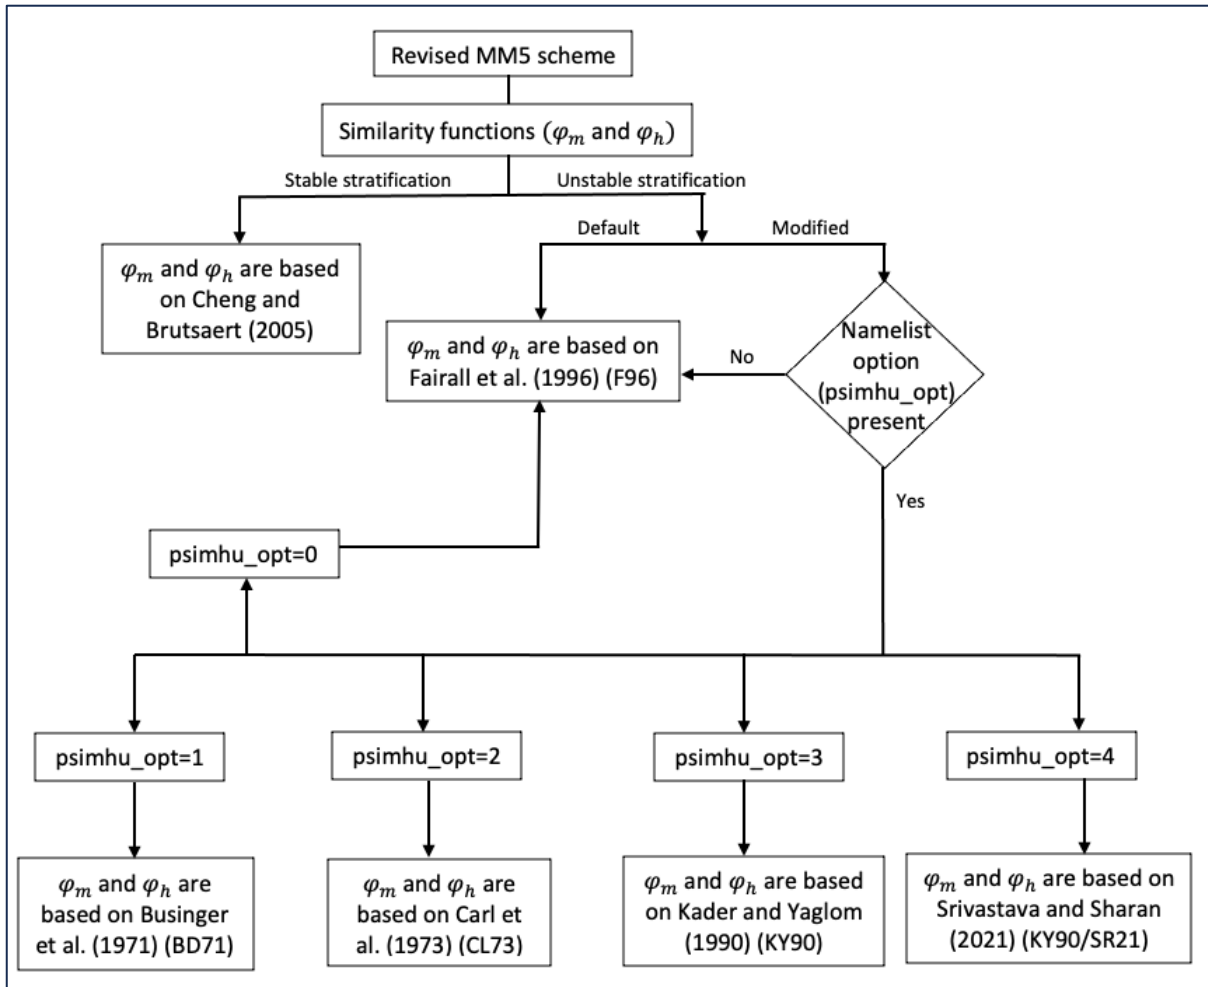 Revised MM5 scheme
Similarity functions (φₘ and φₕ)
Stable stratification
Unstable stratification
Default
Modified
φₘ and φₕ are based
on Cheng and
Brutsaert (2005)
φₘ and φₕ are based on
Fairall et al. (1996) (F96)
No
Namelist
option
(psimhu_opt)
present
Yes
psimhu_opt=0
psimhu_opt=1
psimhu_opt=2
psimhu_opt=3
psimhu_opt=4
φₘ and φₕ are
based on Businger
et al. (1971) (BD71)
φₘ and φₕ are
based on Carl et
al. (1973) (CL73)
φₘ and φₕ are based
on Kader and Yaglom
(1990) (KY90)
φₘ and φₕ are based on
Srivastava and Sharan
(2021) (KY90/SR21)